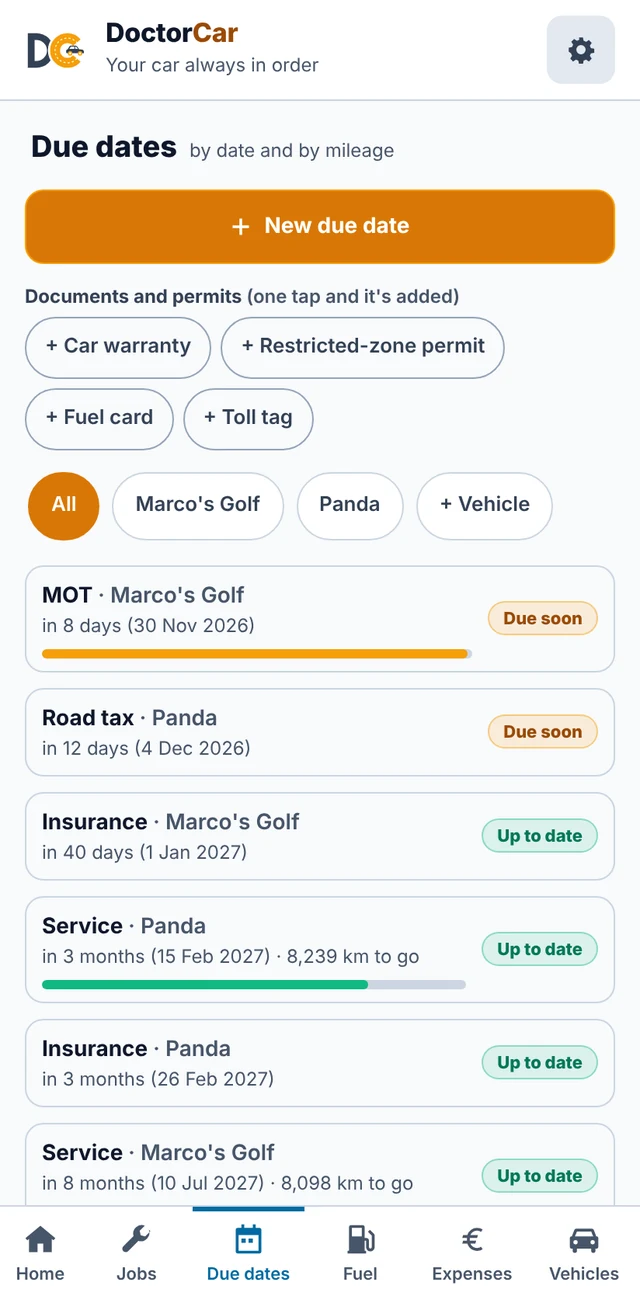 DC
DoctorCar
Your car always in order
Due dates by date and by mileage
+ New due date
Documents and permits (one tap and it's added)
+ Car warranty
+ Restricted-zone permit
+ Fuel card
+ Toll tag
All
Marco's Golf
Panda
+ Vehicle
MOT · Marco's Golf
in 8 days (30 Nov 2026)
Due soon
Road tax · Panda
in 12 days (4 Dec 2026)
Due soon
Insurance · Marco's Golf
in 40 days (1 Jan 2027)
Up to date
Service · Panda
in 3 months (15 Feb 2027) · 8,239 km to go
Up to date
Insurance · Panda
in 3 months (26 Feb 2027)
Up to date
Service · Marco's Golf
in 8 months (10 Jul 2027) · 8,098 km to go
Up to date
Home
Jobs
Due dates
Fuel
€
Expenses
Vehicles